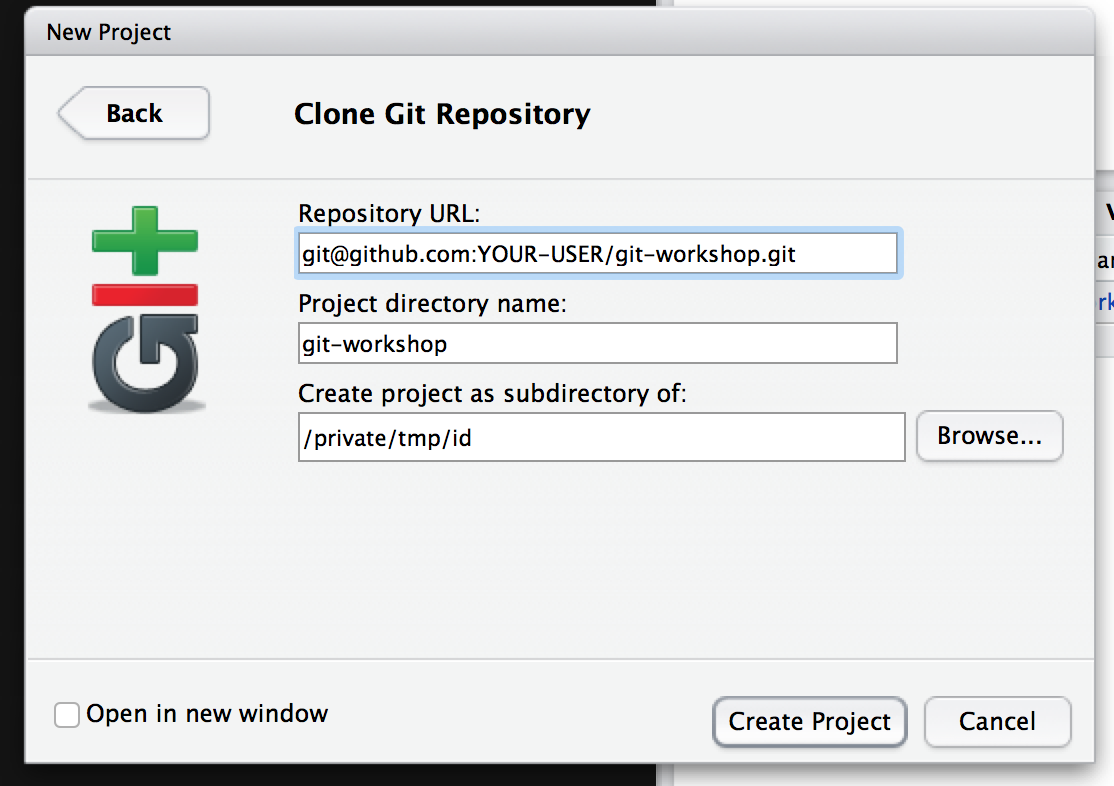 New Project
Back
Clone Git Repository
Repository URL:
git@github.com:YOUR-USER/git-workshop.git
Project directory name:
git-workshop
Create project as subdirectory of:
/private/tmp/id
Browse...
Open in new window
Create Project
Cancel